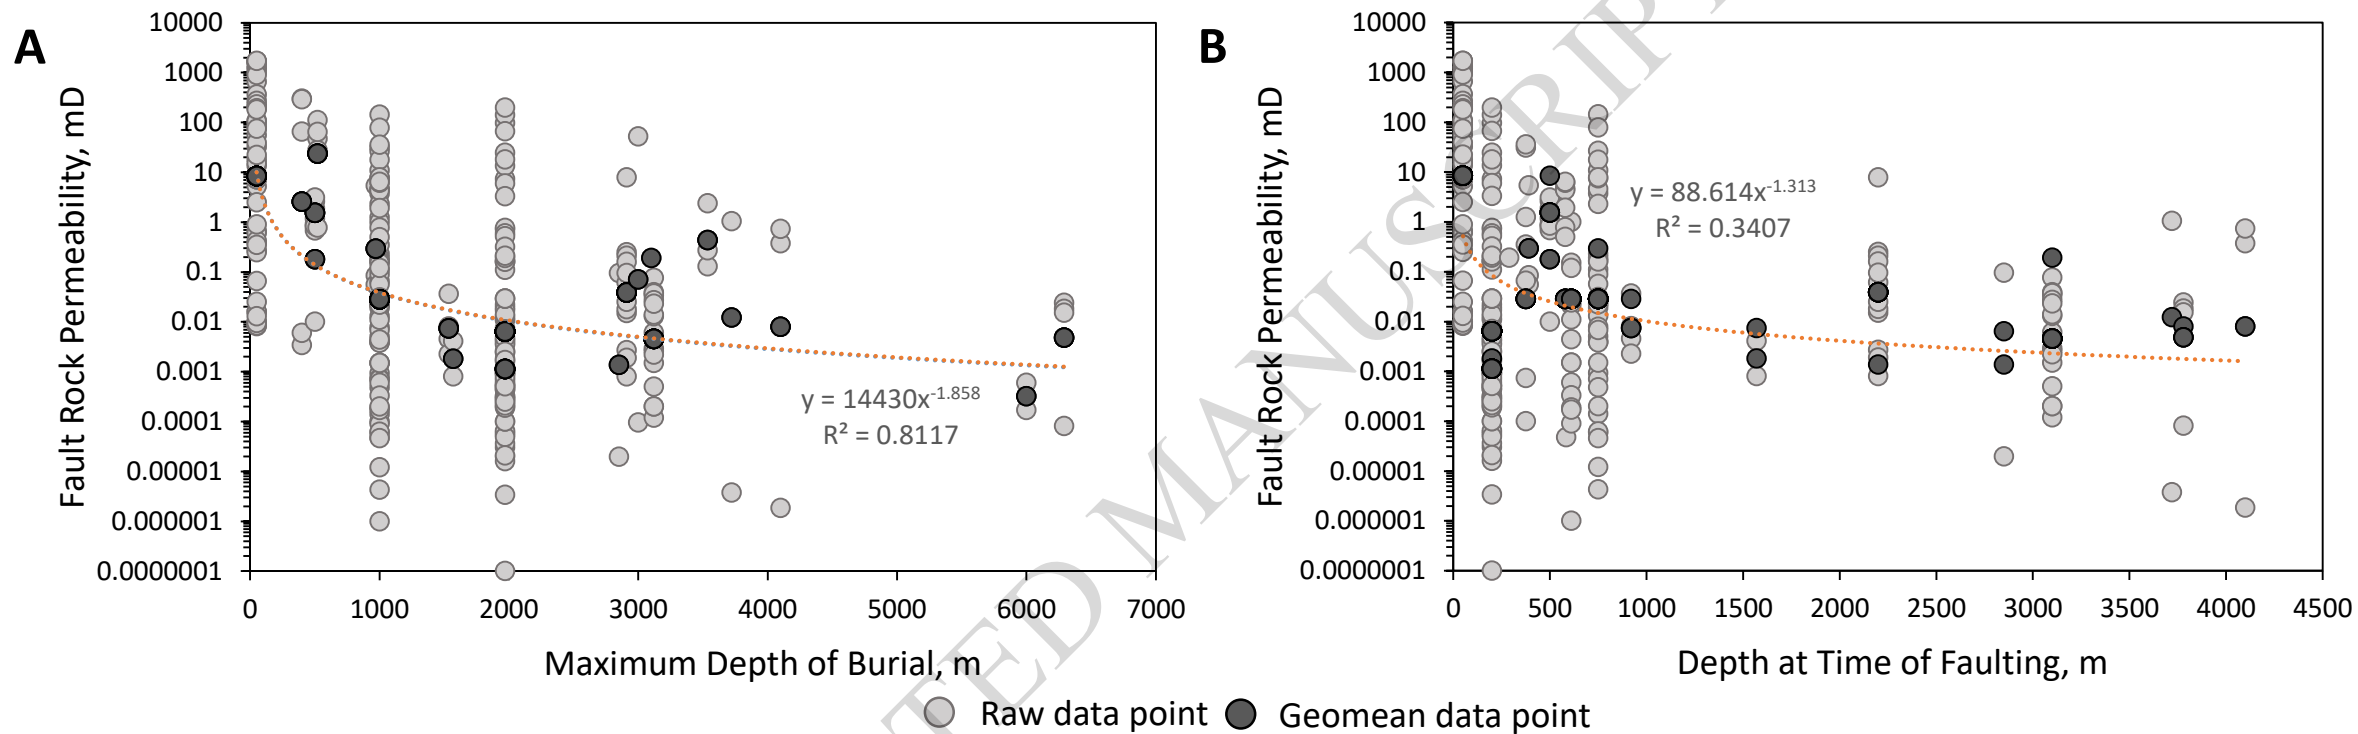 A
10000
1000
100
10
1
0.1
0.01
0.001
0.0001
0.00001
0.000001
0.0000001
Fault Rock Permeability, mD
0 1000 2000 3000 4000 5000 6000 7000
Maximum Depth of Burial, m
y = 14430x^-1.858
R² = 0.8117
B
10000
1000
100
10
1
0.1
0.01
0.001
0.0001
0.00001
0.000001
0.0000001
Fault Rock Permeability, mD
0 500 1000 1500 2000 2500 3000 3500 4000 4500
Depth at Time of Faulting, m
y = 88.614x^-1.313
R² = 0.3407
Raw data point Geomean data point
TED MANUSCRIP